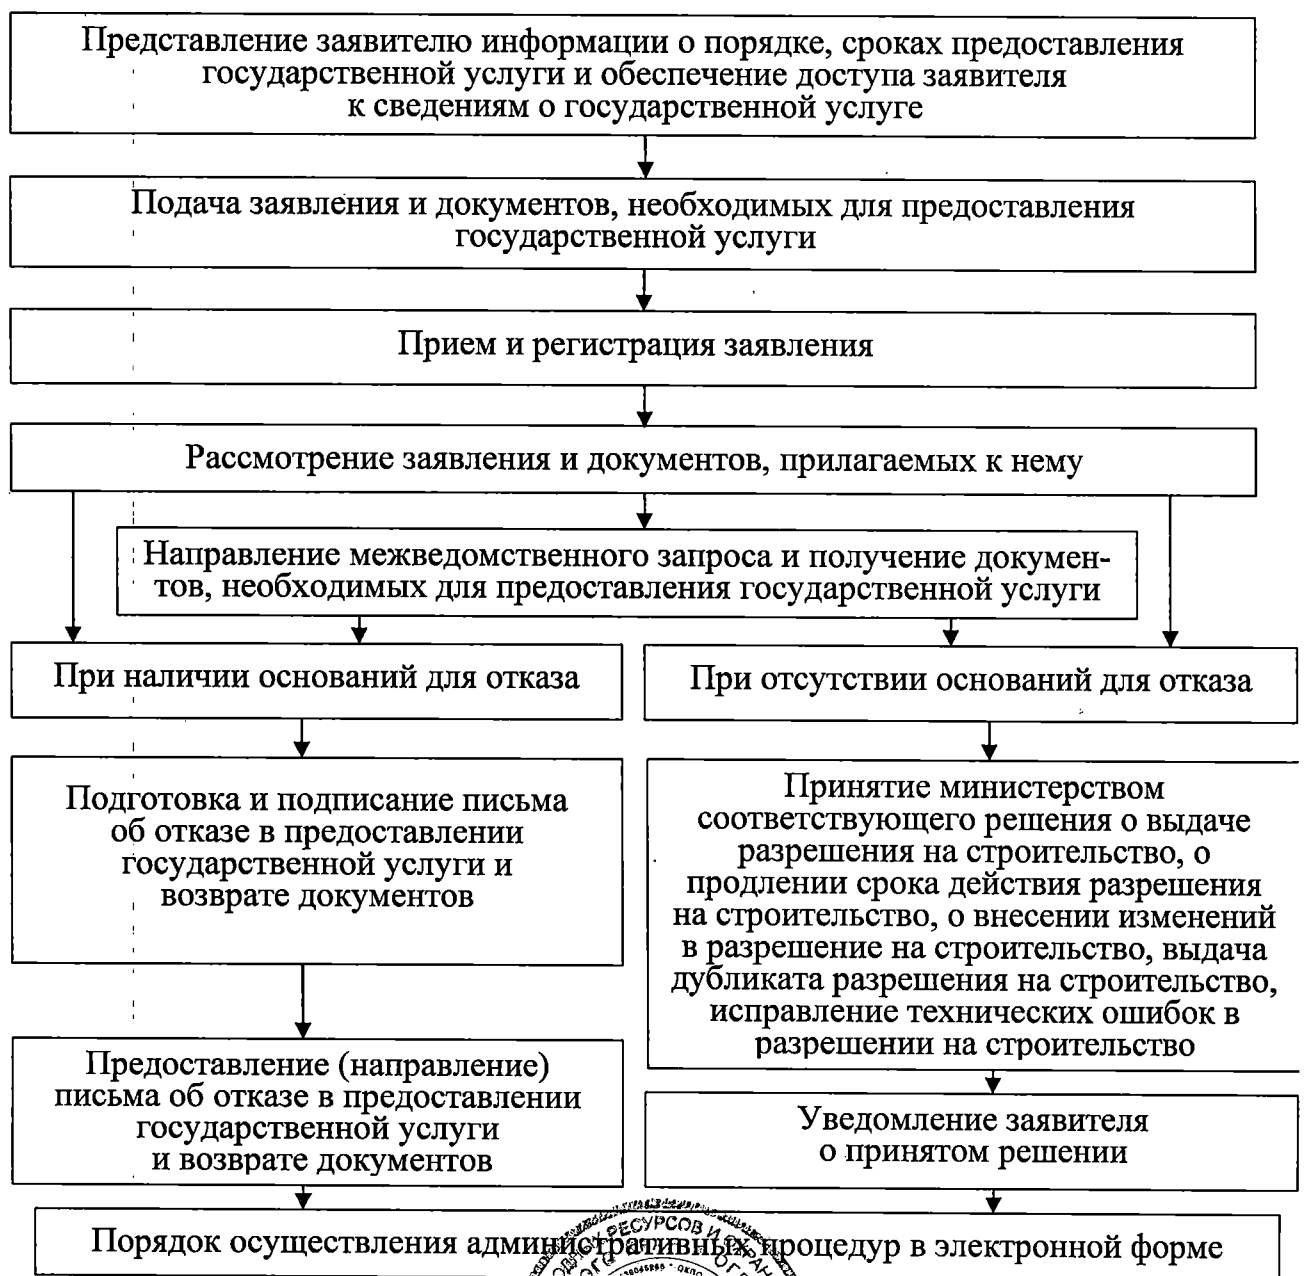 Представление заявителю информации о порядке, сроках предоставления
государственной услуги и обеспечение доступа заявителя
к сведениям о государственной услуге
Подача заявления и документов, необходимых для предоставления
государственной услуги
Прием и регистрация заявления
Рассмотрение заявления и документов, прилагаемых к нему
Направление межведомственного запроса и получение докумен-
тов, необходимых для предоставления государственной услуги
При наличии оснований для отказа
При отсутствии оснований для отказа
Подготовка и подписание письма
об отказе в предоставлении
государственной услуги и
возврате документов
Принятие министерством
соответствующего решения о выдаче
разрешения на строительство, о
продлении срока действия разрешения
на строительство, о внесении изменений
в разрешение на строительство, выдача
дубликата разрешения на строительство,
исправление технических ошибок в
разрешении на строительство
Предоставление (направление)
письма об отказе в предоставлении
государственной услуги
и возврате документов
Уведомление заявителя
о принятом решении
Порядок осуществления административных процедур в электронной форме
РЕСУРСОВ И